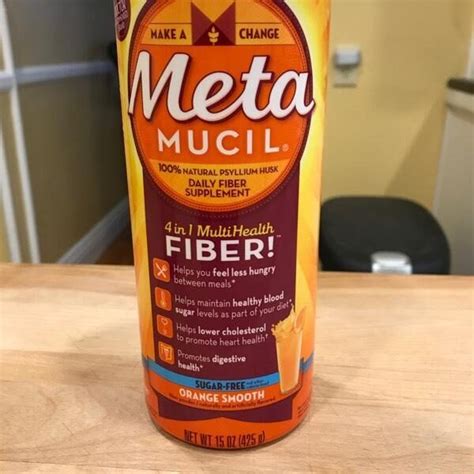 MAKE A CHANGE
Meta
MUCIL®
100% NATURAL PSYLLIUM HUSK
DAILY FIBER
SUPPLEMENT
4 in 1 MultiHealth
FIBER!™
Helps you feel less hungry
between meals*
Helps maintain healthy blood
sugar levels as part of your diet*
Helps lower cholesterol
to promote heart health†
Promotes digestive
health*
SUGAR-FREE
ORANGE SMOOTH
NET WT 15 OZ (425 g)